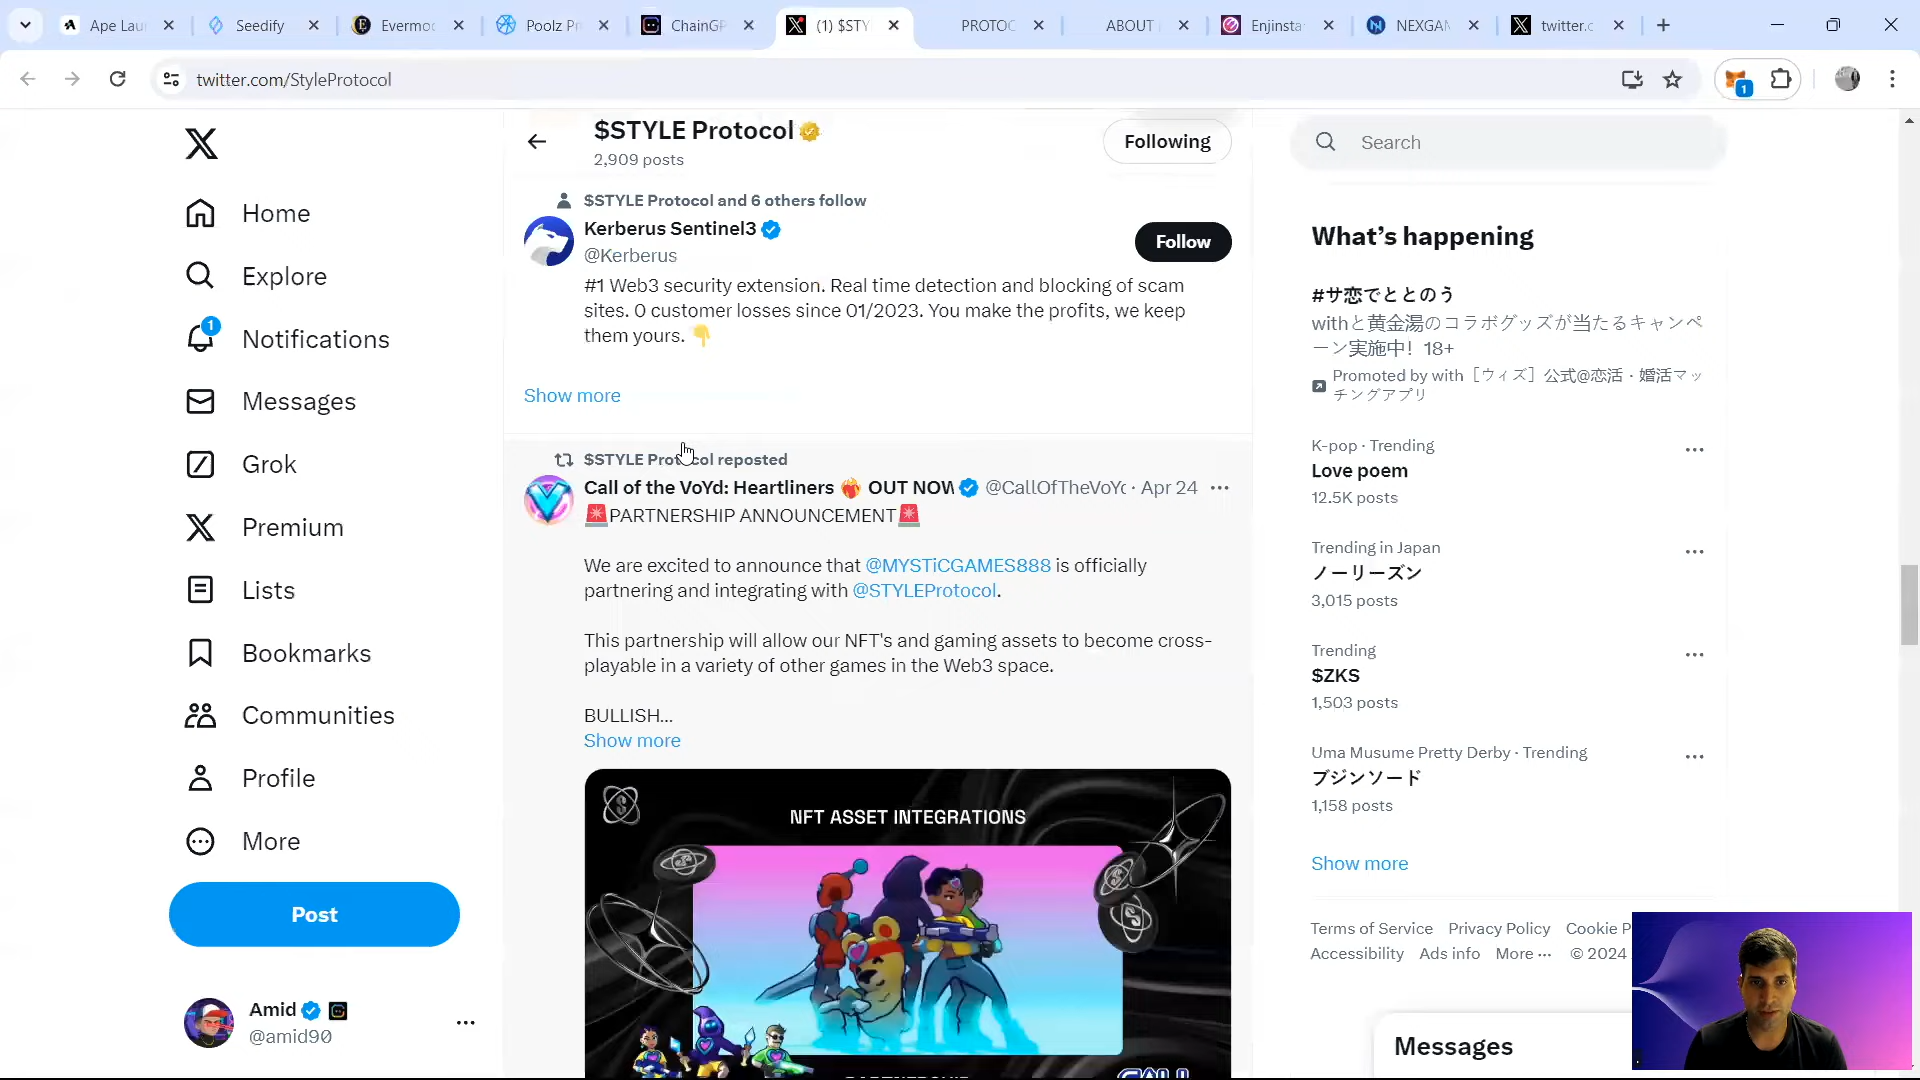 Ape Lau
Seedify
Evermoo
Poolz Pr
ChainGP
(1) $STY
PROTOC
ABOUT
Enjinsta
NEXGAN
twitter.c
twitter.com/StyleProtocol
1
$STYLE Protocol
2,909 posts
Following
Search
Home
Explore
1
Notifications
Messages
Grok
Premium
Lists
Bookmarks
Communities
Profile
More
Post
Amid
@amid90
$STYLE Protocol and 6 others follow
Kerberus Sentinel3
@Kerberus
Follow
#1 Web3 security extension. Real time detection and blocking of scam
sites. 0 customer losses since 01/2023. You make the profits, we keep
them yours. 👇
Show more
$STYLE Protocol reposted
Call of the VoYd: Heartliners ❤️‍🔥 OUT NOW @CallOfTheVoYd · Apr 24
🚨PARTNERSHIP ANNOUNCEMENT🚨
We are excited to announce that @MYSTiCGAMES888 is officially
partnering and integrating with @STYLEProtocol.
This partnership will allow our NFT's and gaming assets to become cross-
playable in a variety of other games in the Web3 space.
BULLISH...
Show more
NFT ASSET INTEGRATIONS
PARTNERSHIP
CALL
What's happening
#サ恋でととのう
withと黄金湯のコラボグッズが当たるキャンペ
ーン実施中！18+
Promoted by with［ウィズ］公式@恋活・婚活マッ
チングアプリ
K-pop · Trending
Love poem
12.5K posts
Trending in Japan
ノーリーズン
3,015 posts
Trending
$ZKS
1,503 posts
Uma Musume Pretty Derby · Trending
ブジンソード
1,158 posts
Show more
Terms of Service Privacy Policy Cookie P
Accessibility Ads info More ··· © 2024
Messages